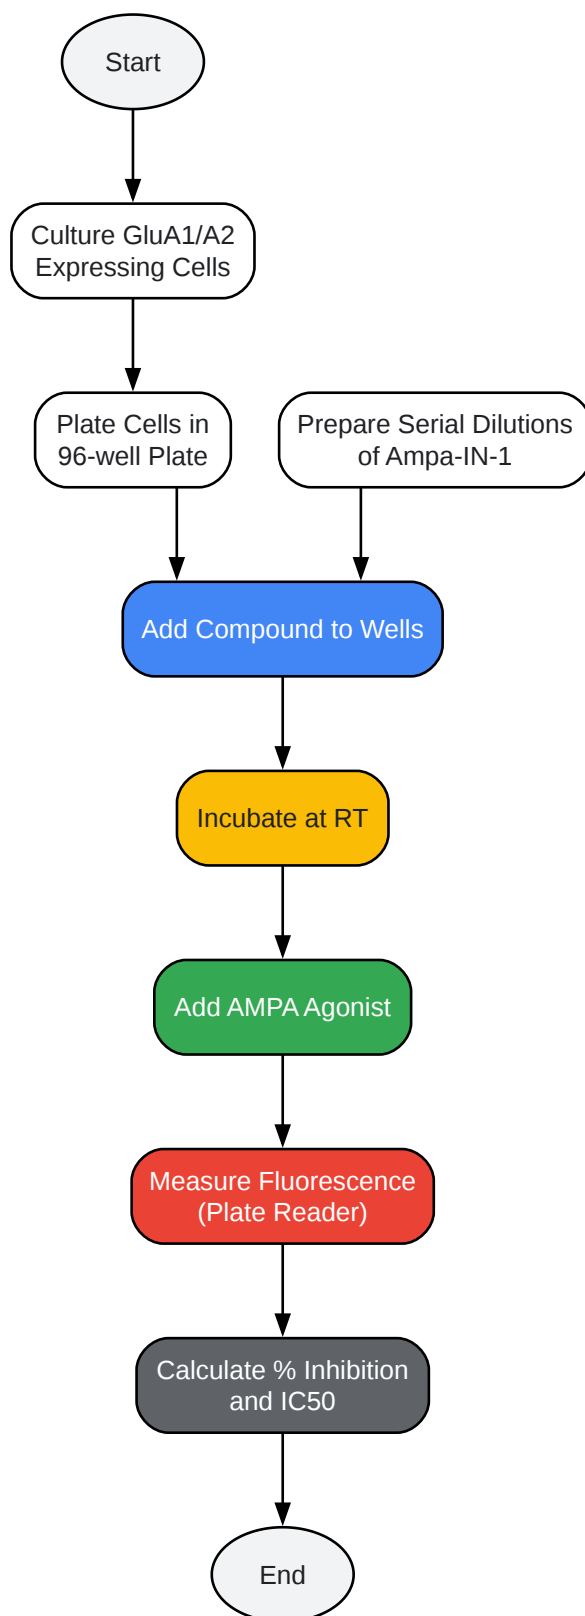 Start
Culture GluA1/A2
Expressing Cells
Plate Cells in
96-well Plate
Prepare Serial Dilutions
of Ampa-IN-1
Add Compound to Wells
Incubate at RT
Add AMPA Agonist
Measure Fluorescence
(Plate Reader)
Calculate % Inhibition
and IC50
End